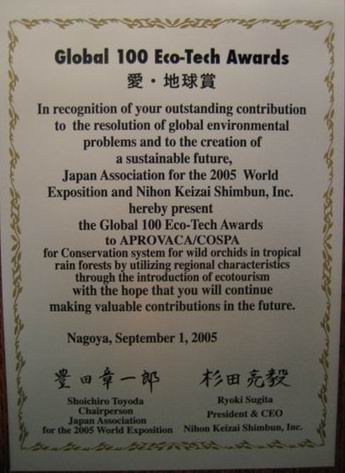 Global 100 Eco-Tech Awards
愛・地球賞
In recognition of your outstanding contribution
to the resolution of global environmental
problems and to the creation of
a sustainable future,
Japan Association for the 2005 World
Exposition and Nihon Keizai Shimbun, Inc.
hereby present
the Global 100 Eco-Tech Awards
to APROVACA/COSPA
for Conservation system for wild orchids in tropical
rain forests by utilizing regional characteristics
through the introduction of ecotourism
with the hope that you will continue
making valuable contributions in the future.
Nagoya, September 1, 2005
豊田章一郎 杉田亮毅
Shoichiro Toyoda Ryoki Sugita
Chairperson President & CEO
Japan Association
for the 2005 World Exposition Nihon Keizai Shimbun, Inc.